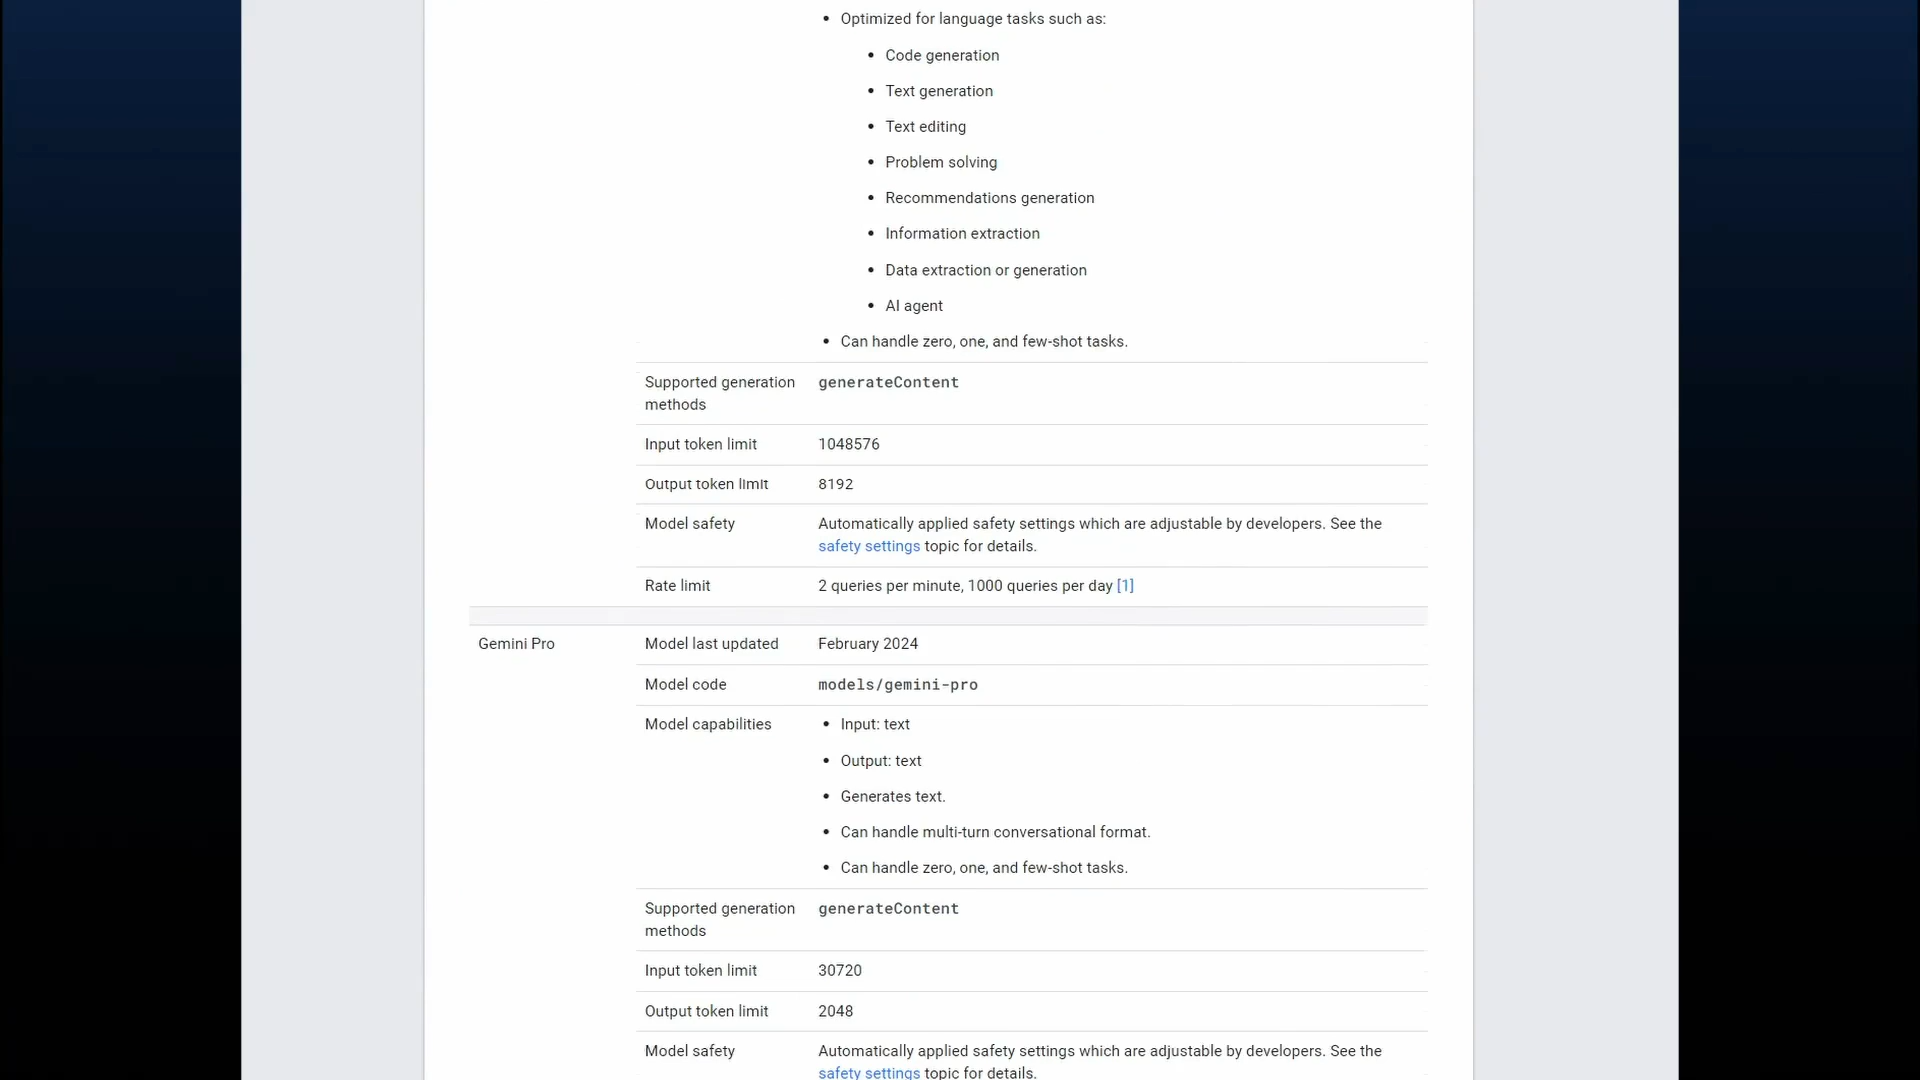 Optimized for language tasks such as:
Code generation
Text generation
Text editing
Problem solving
Recommendations generation
Information extraction
Data extraction or generation
AI agent
Can handle zero, one, and few-shot tasks.
Supported generation methods
generateContent
Input token limit 1048576
Output token limit 8192
Model safety Automatically applied safety settings which are adjustable by developers. See the
safety settings topic for details.
Rate limit 2 queries per minute, 1000 queries per day [1]
Gemini Pro Model last updated February 2024
Model code models/gemini-pro
Model capabilities Input: text
Output: text
Generates text.
Can handle multi-turn conversational format.
Can handle zero, one, and few-shot tasks.
Supported generation methods
generateContent
Input token limit 30720
Output token limit 2048
Model safety Automatically applied safety settings which are adjustable by developers. See the
safety settings topic for details.